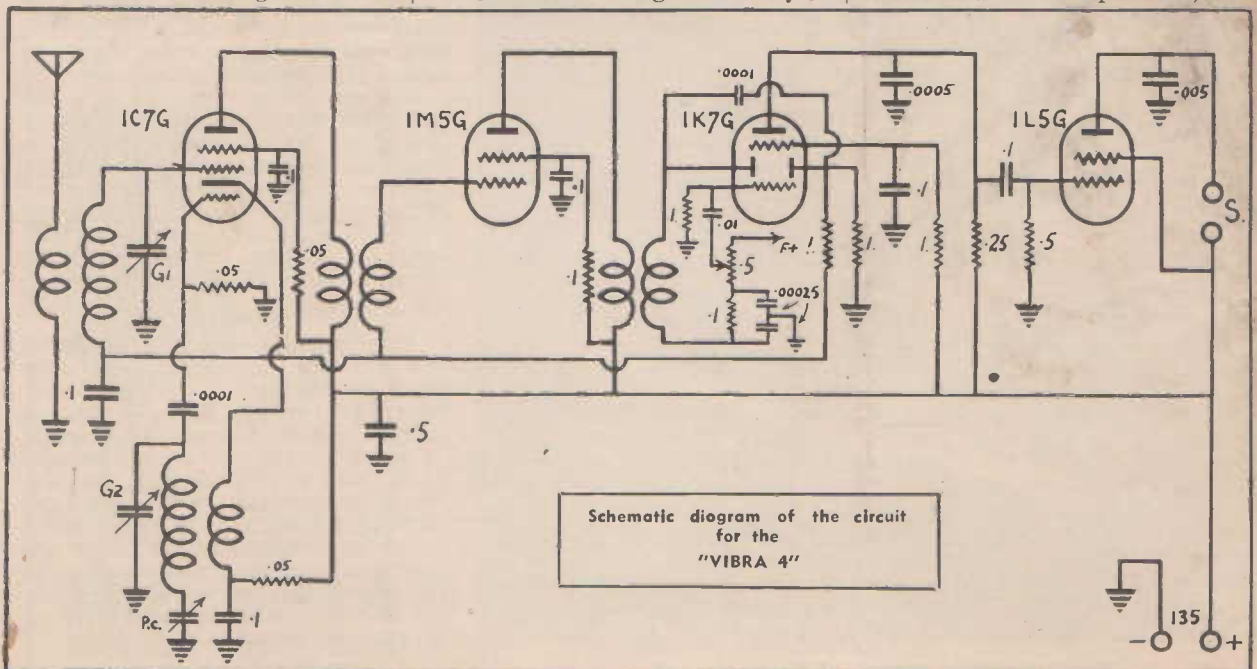 1C7G
1M5G
1K7G
1L5G
.0001
.0005
.005
.1
.1
.1
.1
G1
.05
.05
.1
1.
.01
F+
.5
.1
.00025
1.
1.
1.
.25
.5
S.
.1
.0001
.5
G2
.05
P.c.
.1
Schematic diogram of the circuit
for the
"VIBRA 4"
135
- +